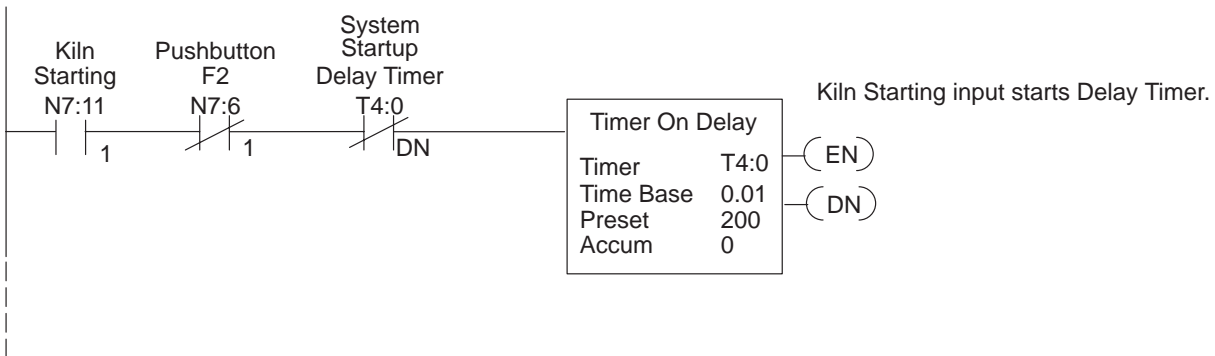 Kiln
Starting
N7:11
1
Pushbutton
F2
N7:6
1
System
Startup
Delay Timer
T4:0
DN
Timer On Delay
Timer T4:0
Time Base 0.01
Preset 200
Accum 0
EN
DN
Kiln Starting input starts Delay Timer.